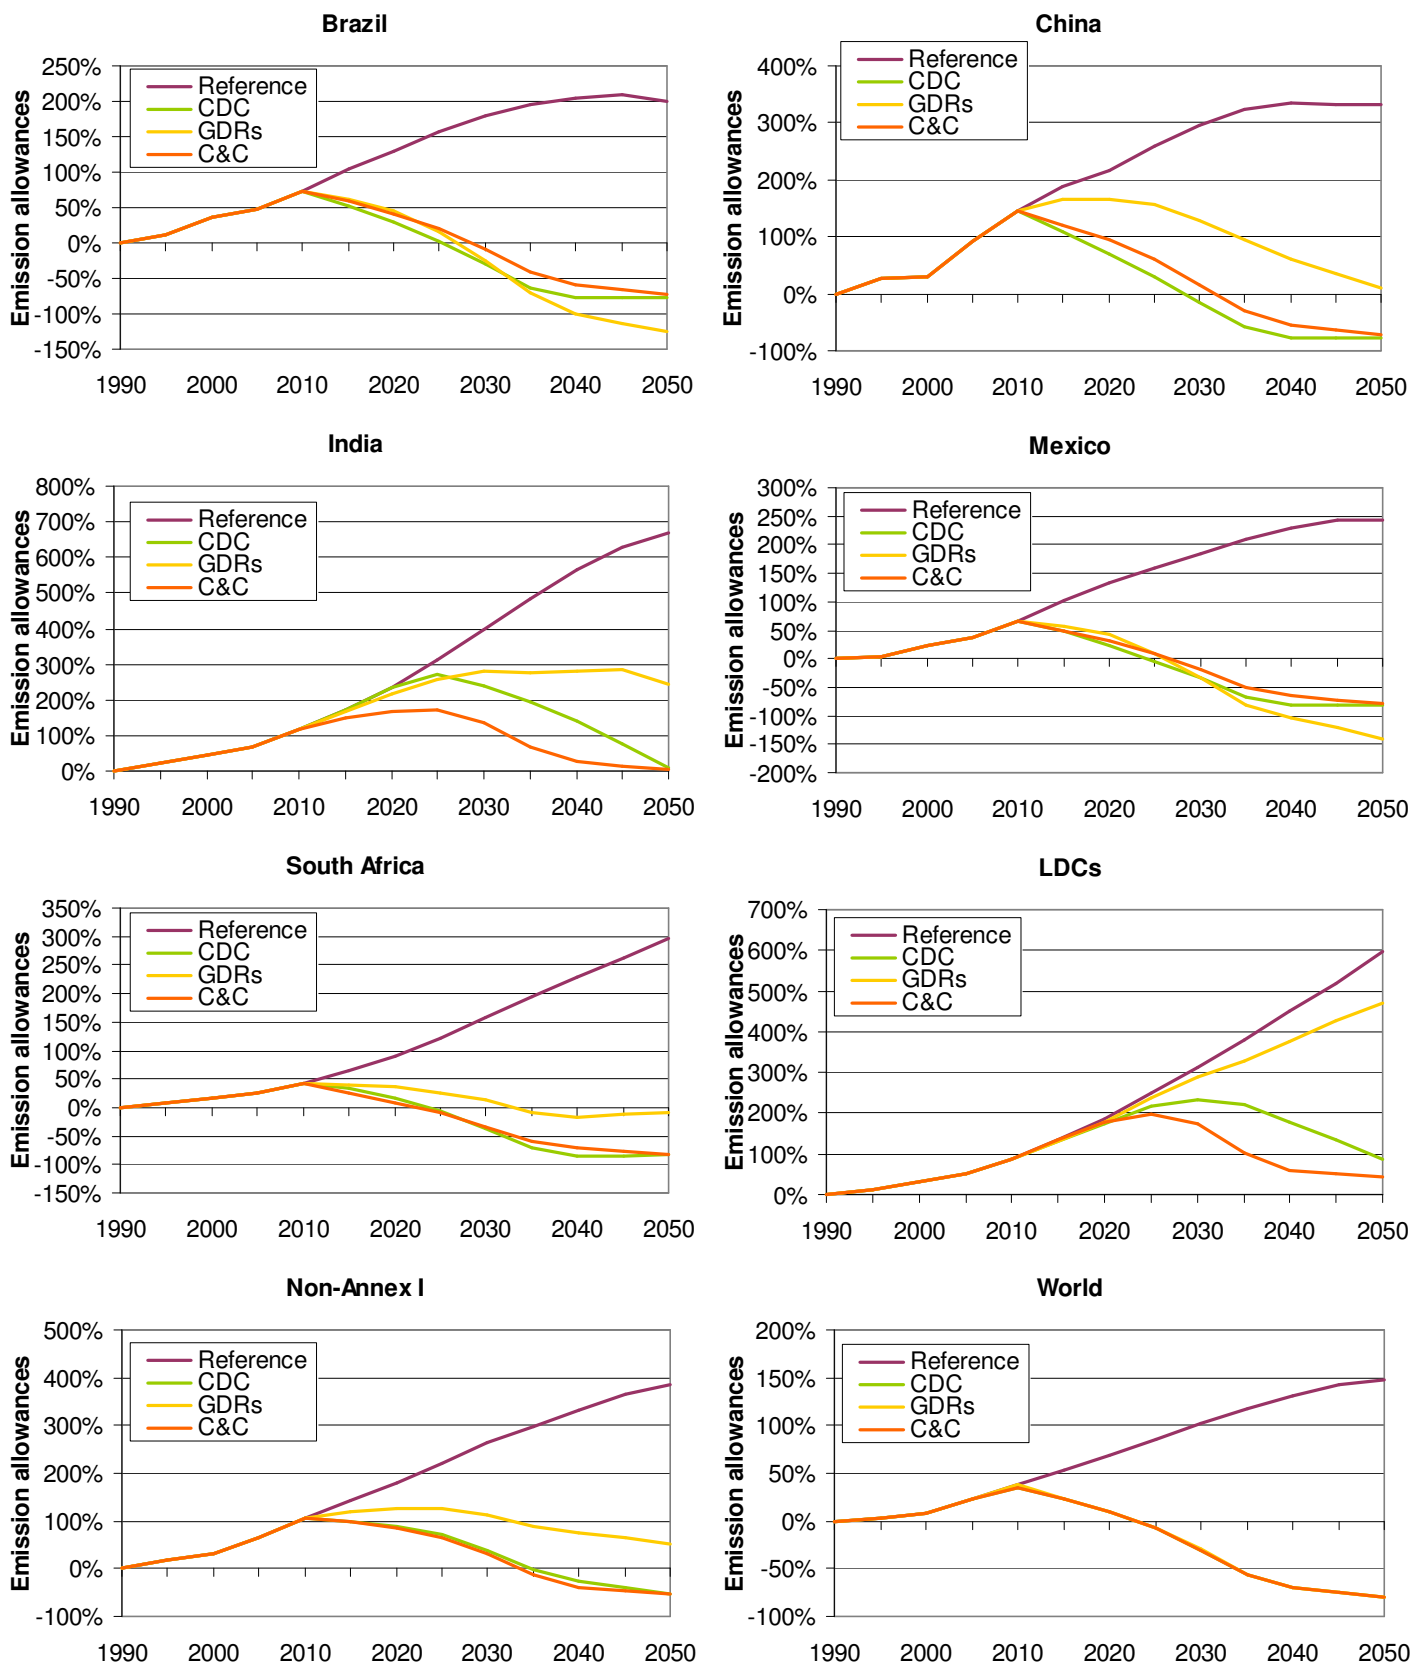 Brazil
Emission allowances
250%
200%
150%
100%
50%
0%
-50%
-100%
-150%
Reference
CDC
GDRs
C&C
1990 2000 2010 2020 2030 2040 2050
China
Emission allowances
400%
300%
200%
100%
0%
-100%
Reference
CDC
GDRs
C&C
1990 2000 2010 2020 2030 2040 2050
India
Emission allowances
800%
700%
600%
500%
400%
300%
200%
100%
0%
Reference
CDC
GDRs
C&C
1990 2000 2010 2020 2030 2040 2050
Mexico
Emission allowances
300%
250%
200%
150%
100%
50%
0%
-50%
-100%
-150%
-200%
Reference
CDC
GDRs
C&C
1990 2000 2010 2020 2030 2040 2050
South Africa
Emission allowances
350%
300%
250%
200%
150%
100%
50%
0%
-50%
-100%
-150%
Reference
CDC
GDRs
C&C
1990 2000 2010 2020 2030 2040 2050
LDCs
Emission allowances
700%
600%
500%
400%
300%
200%
100%
0%
Reference
CDC
GDRs
C&C
1990 2000 2010 2020 2030 2040 2050
Non-Annex I
Emission allowances
500%
400%
300%
200%
100%
0%
-100%
Reference
CDC
GDRs
C&C
1990 2000 2010 2020 2030 2040 2050
World
Emission allowances
200%
150%
100%
50%
0%
-50%
-100%
Reference
CDC
GDRs
C&C
1990 2000 2010 2020 2030 2040 2050